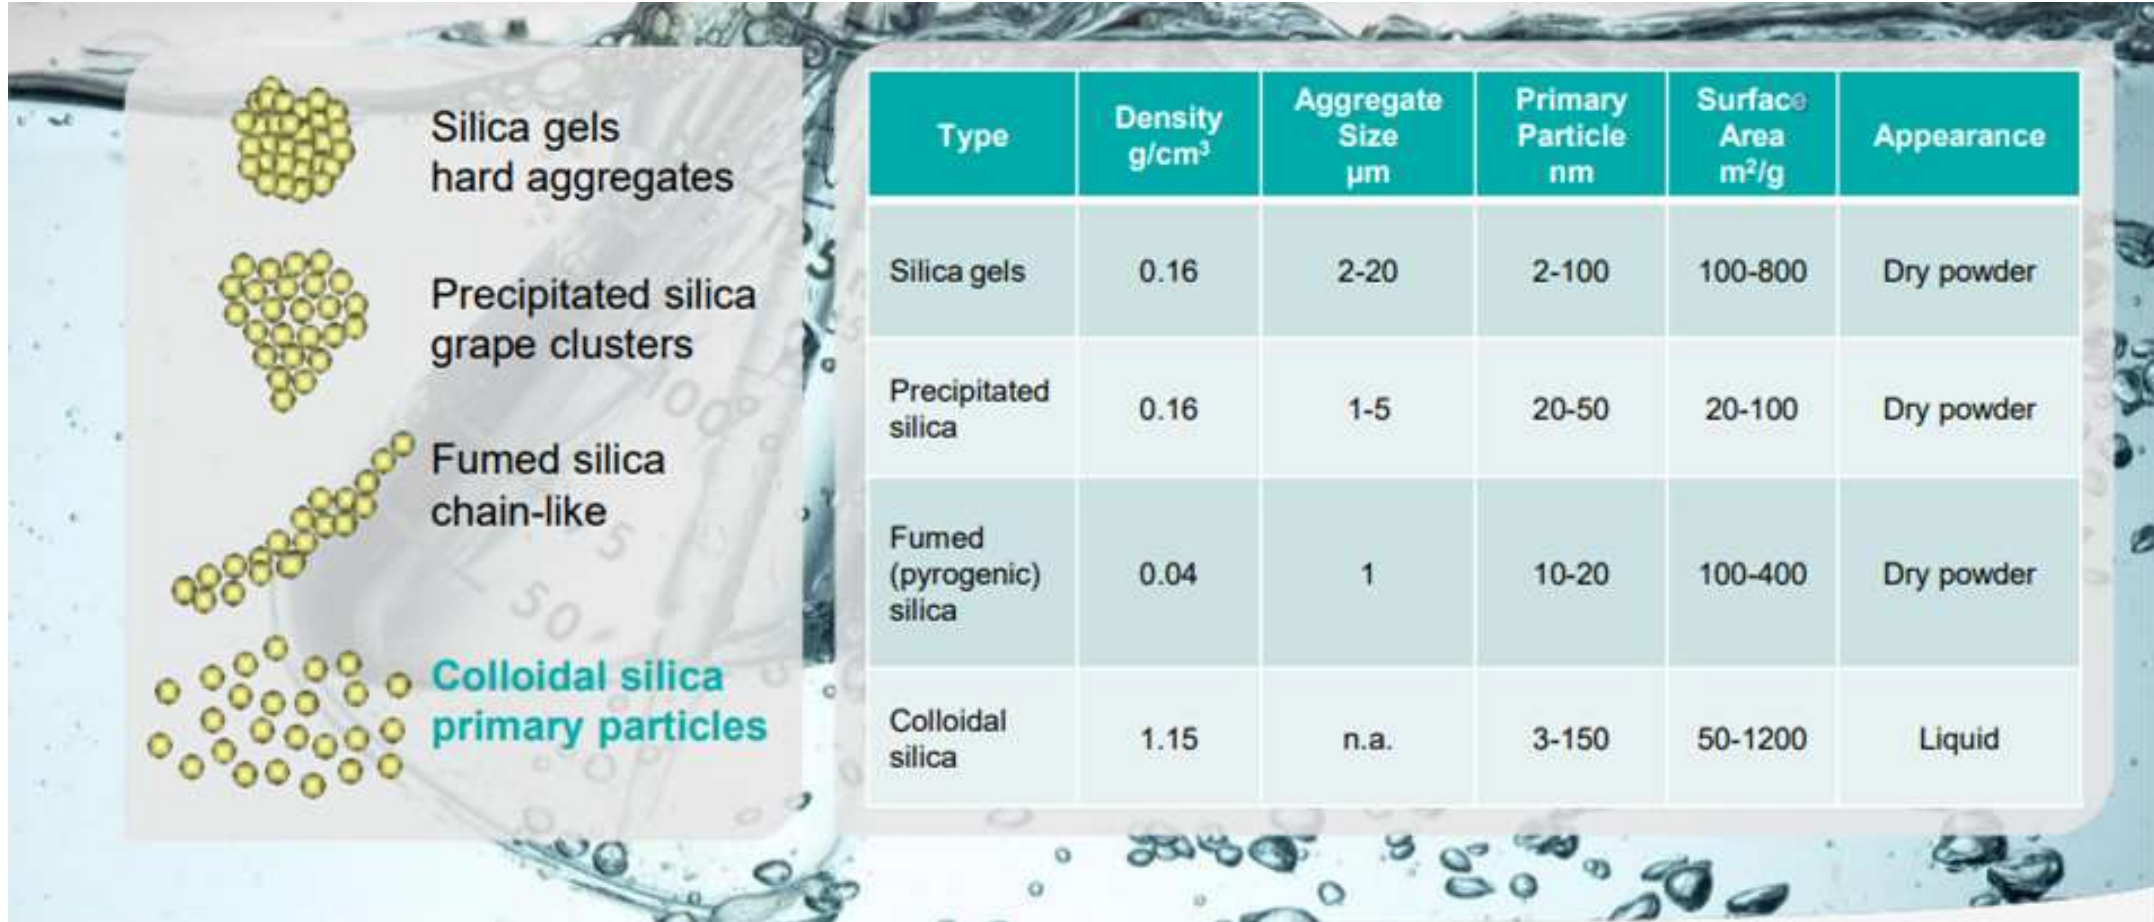 Silica gels
hard aggregates
Precipitated silica
grape clusters
Fumed silica
chain-like
Colloidal silica
primary particles
Type
Density
g/cm³
Aggregate
Size
µm
Primary
Particle
nm
Surface
Area
m²/g
Appearance
Silica gels
0.16
2-20
2-100
100-800
Dry powder
Precipitated
silica
0.16
1-5
20-50
20-100
Dry powder
Fumed
(pyrogenic)
silica
0.04
1
10-20
100-400
Dry powder
Colloidal
silica
1.15
n.a.
3-150
50-1200
Liquid
100
75
50